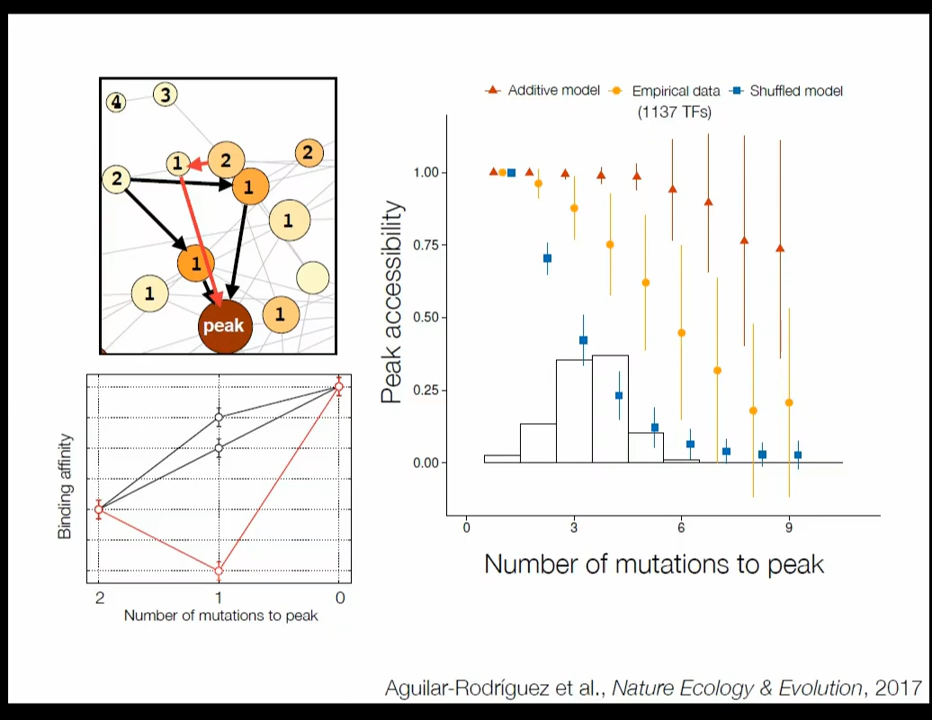 4
3
1
2
2
2
1
1
1
1
1
peak
Binding affinity
2
1
0
Number of mutations to peak
Additive model
Empirical data
Shuffled model
(1137 TFs)
Peak accessibility
1.00
0.75
0.50
0.25
0.00
0
3
6
9
Number of mutations to peak
Aguilar-Rodríguez et al., Nature Ecology & Evolution, 2017